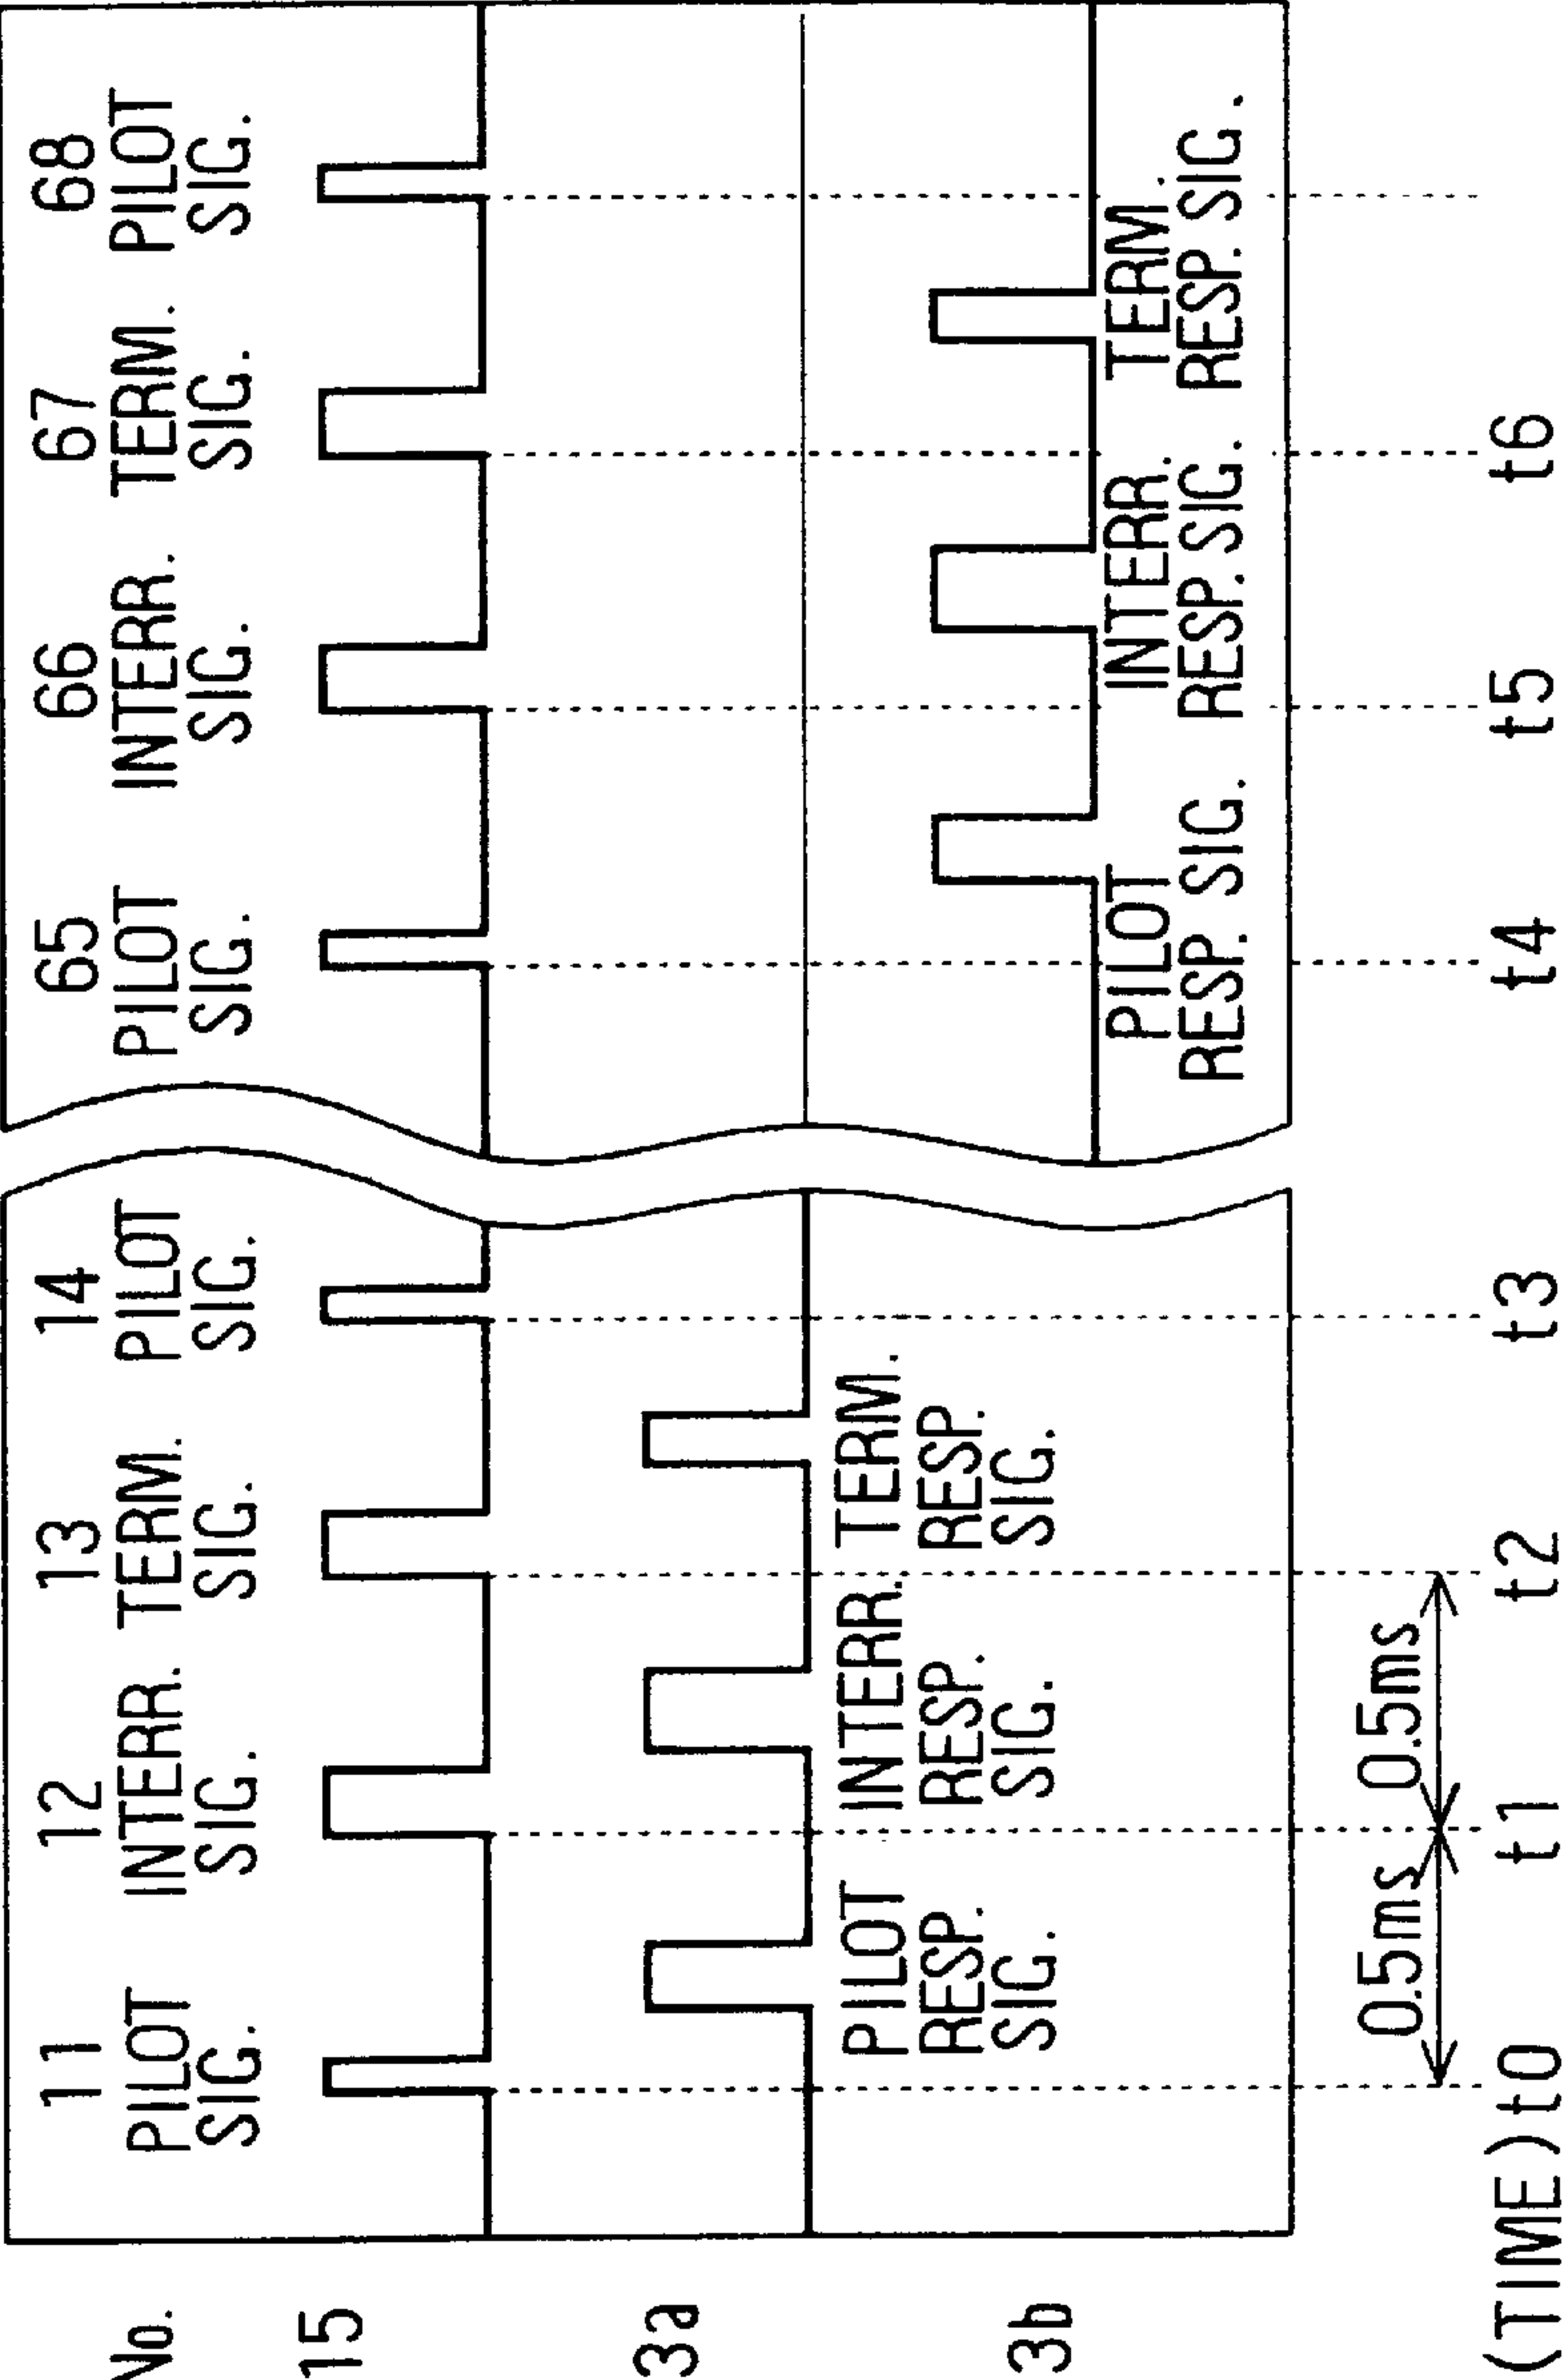 No.
11
PILOT
SIG.
12
INTERR.
SIG.
13
TERM.
SIG.
14
PILOT
SIG.
65
PILOT
SIG.
66
INTERR.
SIG.
67
TERM.
SIG.
68
PILOT
SIG.
15
3a
PILOT
RESP.
SIG.
INTERR.
RESP.
SIG.
TERM.
RESP.
SIG.
3b
PILOT
RESP. SIG.
INTERR.
RESP. SIG.
TERM.
RESP. SIG.
0.5ms 0.5ms
(TIME) t0 t1 t2 t3 t4 t5 t6